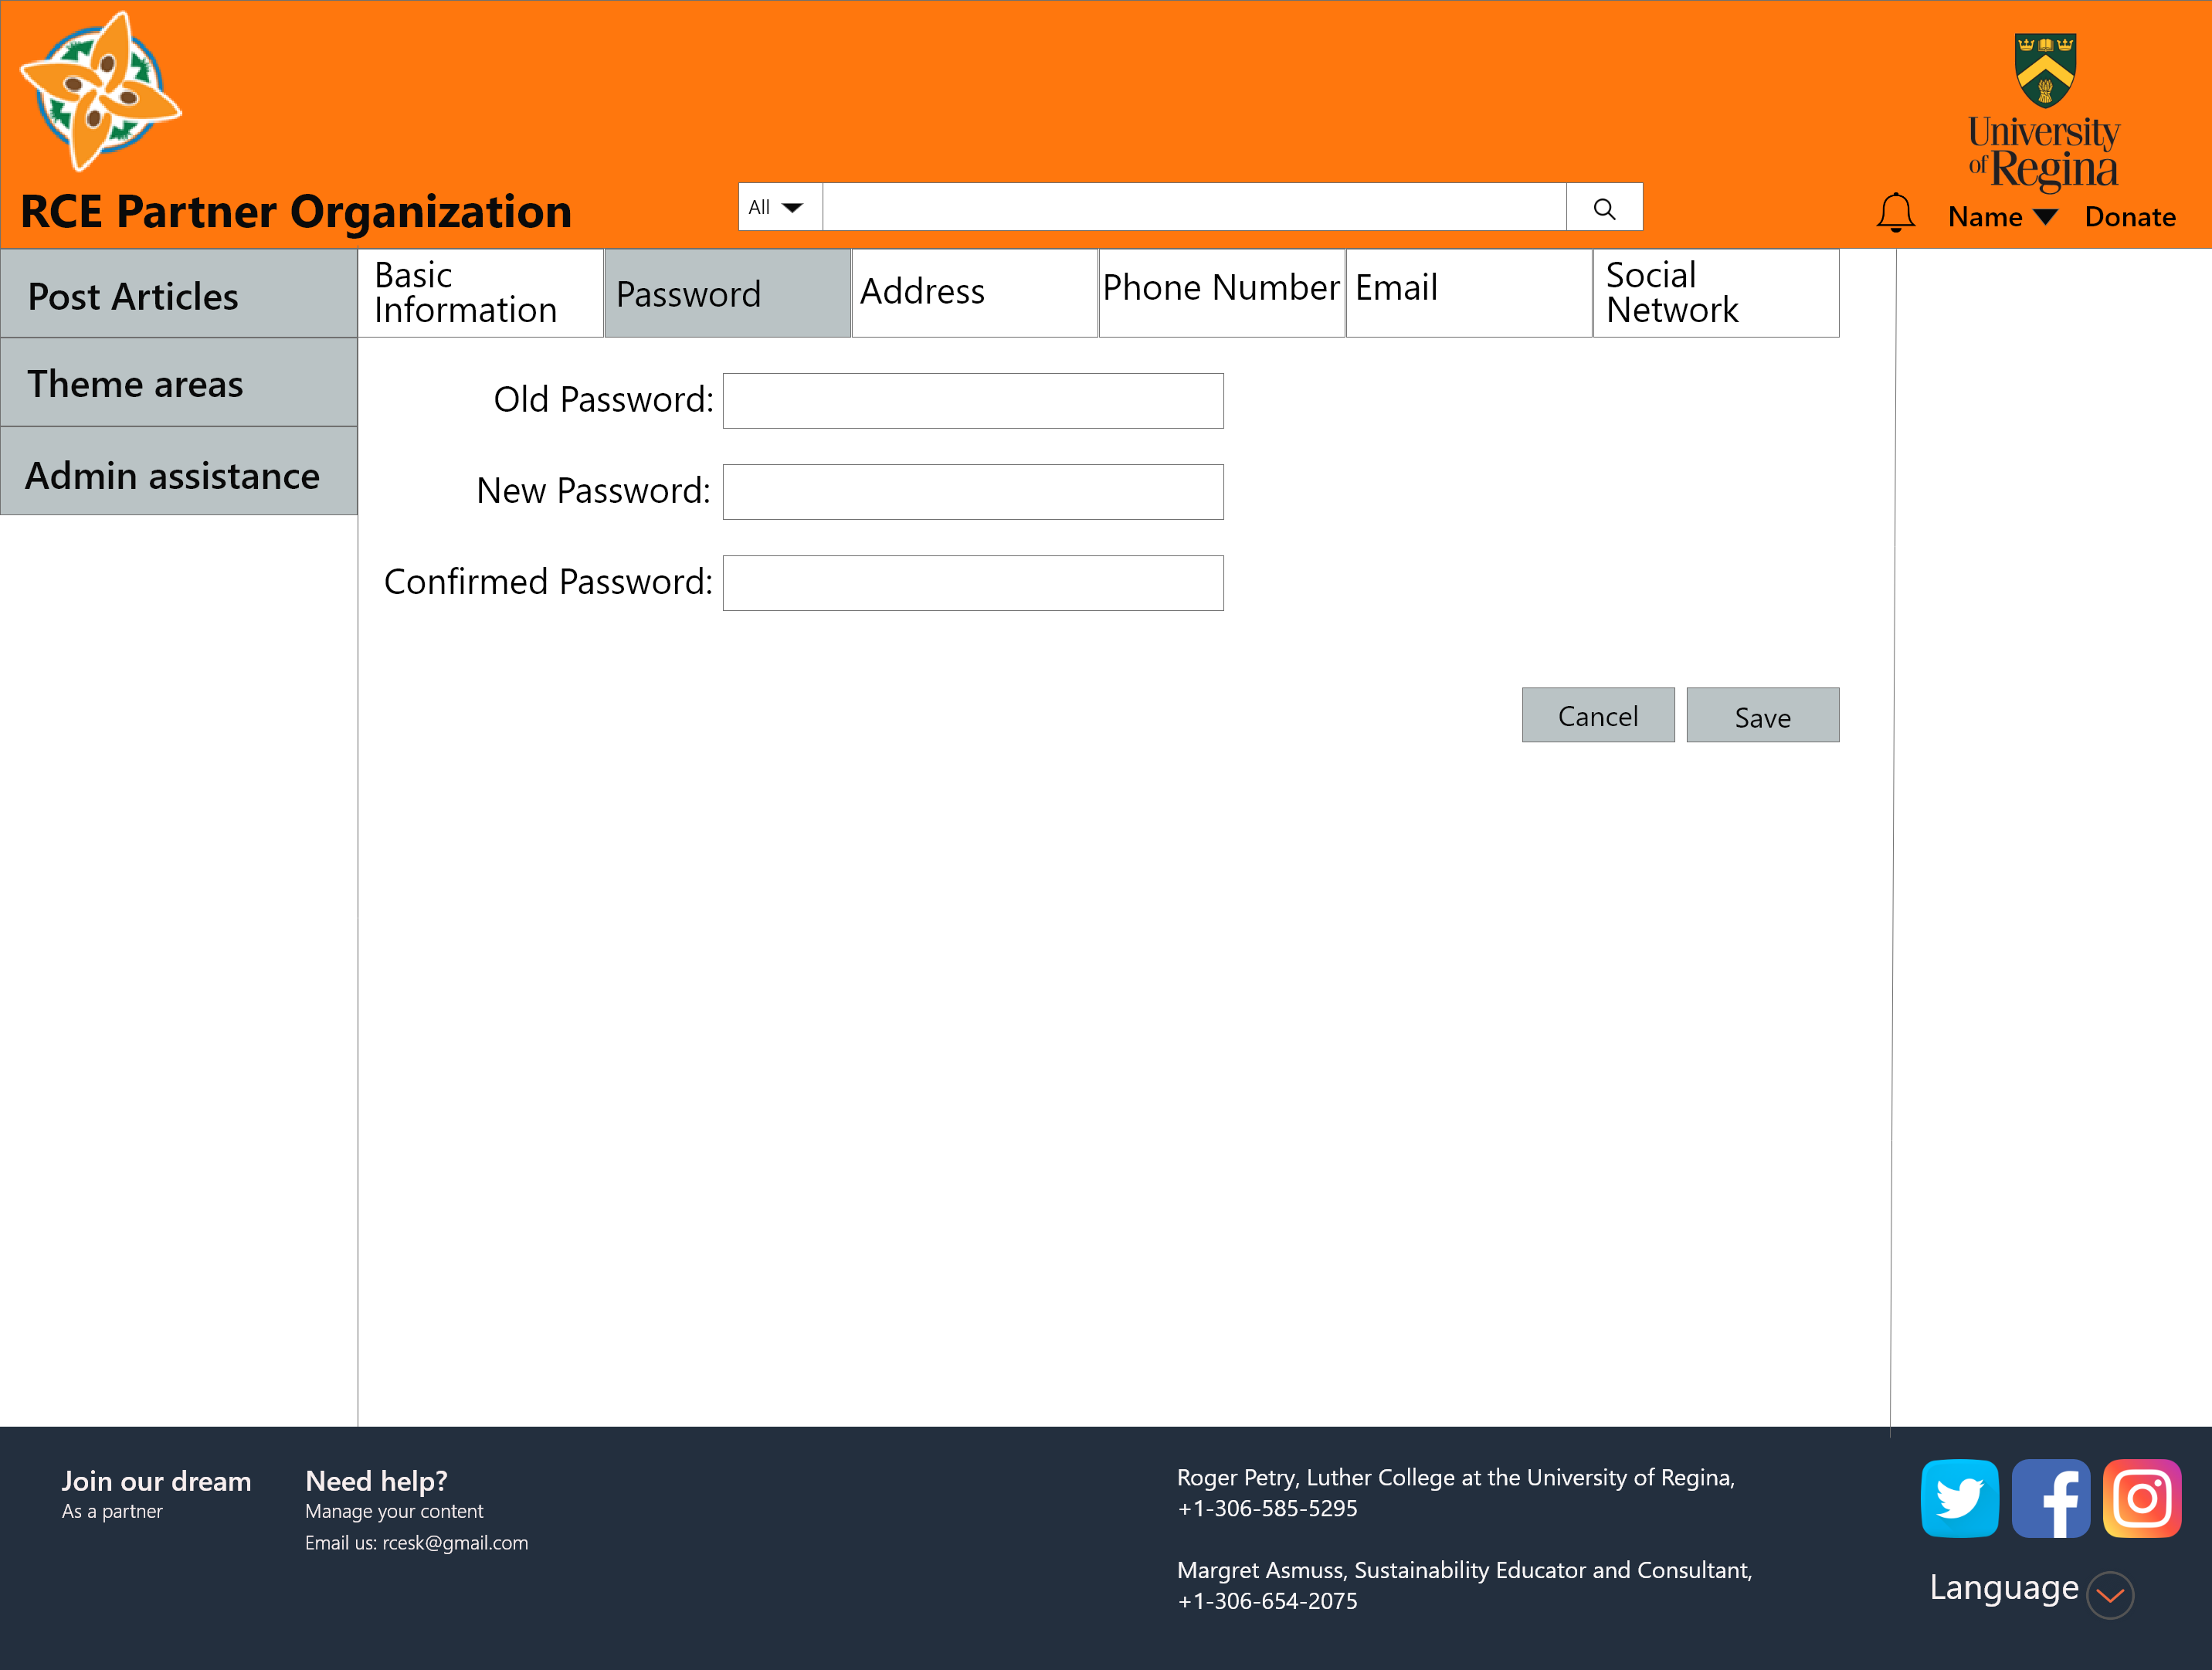 University
of Regina
RCE Partner Organization
All
Name
Donate
Post Articles
Theme areas
Admin assistance
Basic
Information
Password
Address
Phone Number
Email
Social
Network
Old Password:
New Password:
Confirmed Password:
Cancel
Save
Join our dream
As a partner
Need help?
Manage your content
Email us: rcesk@gmail.com
Roger Petry, Luther College at the University of Regina,
+1-306-585-5295
Margret Asmuss, Sustainability Educator and Consultant,
+1-306-654-2075
Language